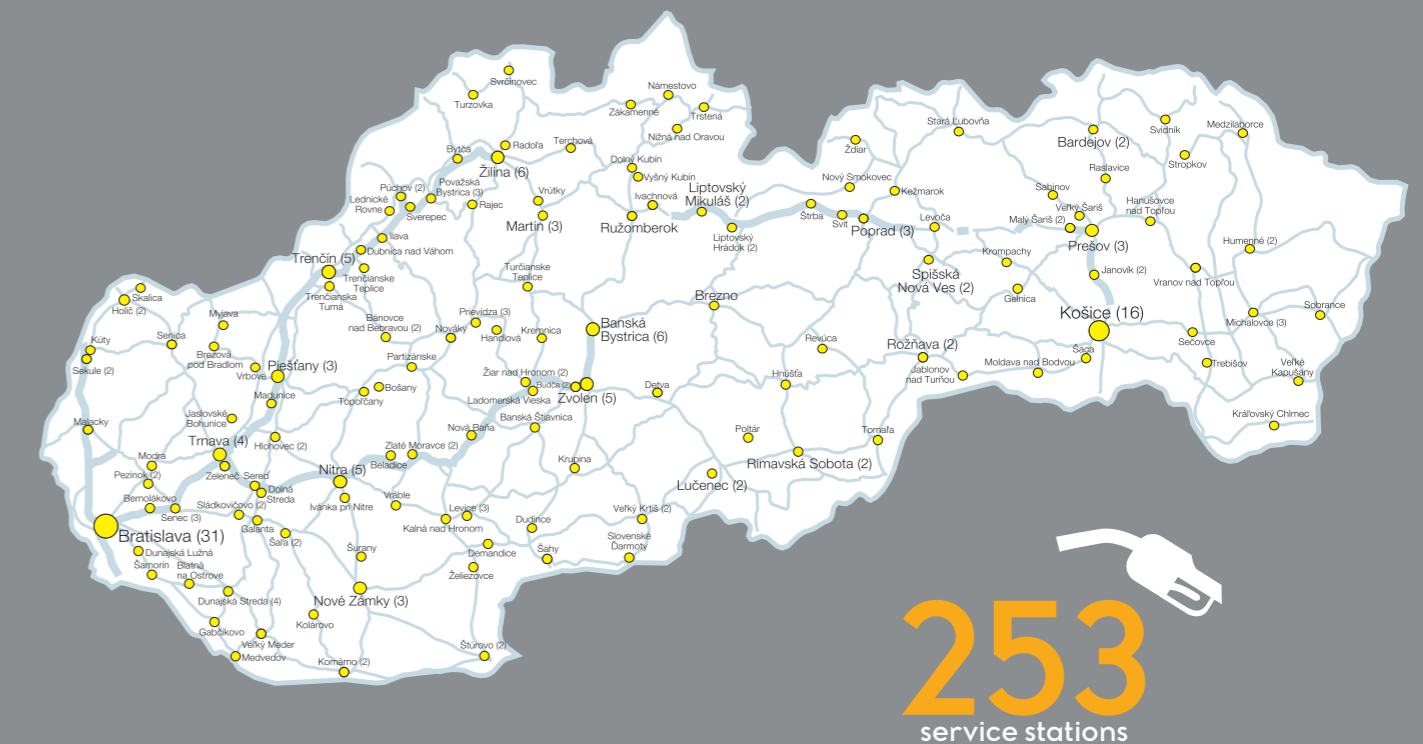 Svrčinovec
Turzovka
Námestovo
Zákamenné
Trstená
Nižná nad Oravou
Stará Ľubovňa
Svidník
Medzilaborce
Bardejov (2)
Stropkov
Ždiar
Radoľa
Terchová
Bytča
Žilina (6)
Dolný Kubín
Vyšný Kubín
Raslavice
Nový Smokovec
Kežmarok
Sabinov
Hanušovce
nad Topľou
Púchov (2)
Považská
Bystrica (3)
Lednické
Rovne
Sverepec
Rajec
Vrútky
Ivachnová
Liptovský
Mikuláš (2)
Veľký Šariš
Malý Šariš (2)
Martin (3)
Ružomberok
Štrba
Svit
Poprad (3)
Levoča
Prešov (3)
Ilava
Dubnica nad Váhom
Liptovský
Hrádok (2)
Humenné (2)
Krompachy
Trenčín (5)
Trenčianske
Teplice
Turčianske
Teplice
Spišská
Nová Ves (2)
Janovík (2)
Vranov nad Topľou
Trenčianska
Turná
Gelnica
Skalica
Holíč (2)
Brezno
Sobrance
Myjava
Bánovce
nad Bebravou (2)
Prievidza (3)
Košice (16)
Michalovce (3)
Nováky
Handlová
Kremnica
Banská
Bystrica (6)
Kúty
Senica
Revúca
Rožňava (2)
Sečovce
Sekule (2)
Brezová
pod Bradlom
Vrbové
Piešťany (3)
Partizánske
Šaca
Moldava nad Bodvou
Trebišov
Veľké
Kapušany
Žiar nad Hronom (2)
Budča (2)
Hnúšťa
Jablonov
nad Turňou
Bošany
Topoľčany
Ladomerská Vieska
Zvolen (5)
Detva
Madunice
Jaslovské
Bohunice
Banská Štiavnica
Kráľovský Chlmec
Malacky
Nová Baňa
Poltár
Tornaľa
Trnava (4)
Hlohovec (2)
Zlaté Moravce (2)
Beladice
Modra
Krupina
Rimavská Sobota (2)
Pezinok (2)
Zeleneč
Sereď
Nitra (5)
Lučenec (2)
Dolná
Streda
Bernolákovo
Sládkovičovo (2)
Ivánka pri Nitre
Vráble
Levice (3)
Veľký Krtíš (2)
Senec (3)
Galanta
Kalná nad Hronom
Dudince
Bratislava (31)
Šaľa (2)
Slovenské
Ďarmoty
Dunajská Lužná
Šurany
Demandice
Šahy
Šamorín
Blatná
na Ostrove
Želiezovce
Dunajská Streda (4)
Nové Zámky (3)
Kolárovo
Gabčíkovo
Veľký Meder
Medveďov
Štúrovo (2)
Komárno (2)
253
service stations